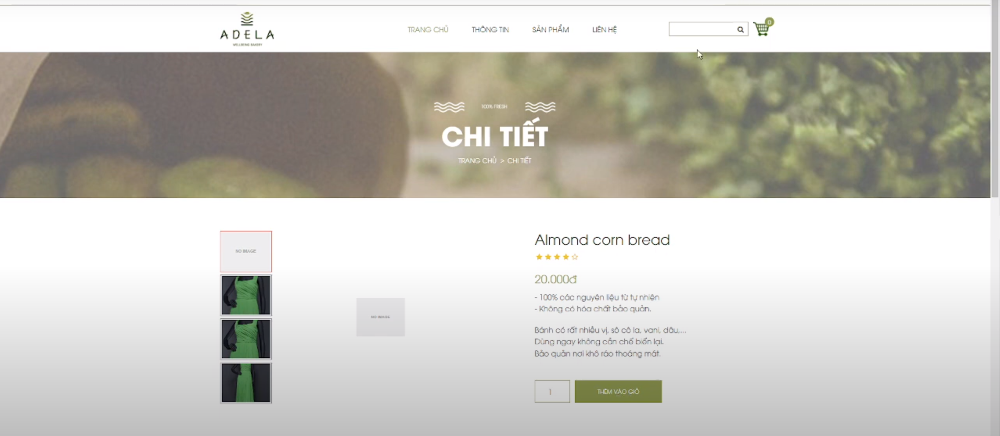 ADELA
WELLBEING BAKERY
TRANG CHỦ
THÔNG TIN
SẢN PHẨM
LIÊN HỆ
0
100% FRESH
CHI TIẾT
TRANG CHỦ > CHI TIẾT
NO IMAGE
NO IMAGE
Almond corn bread
20.000đ
- 100% các nguyên liệu từ tự nhiên
- Không có hóa chất bảo quản.
Bánh có rất nhiều vị, sô cô la, vani, dâu,...
Dùng ngay không cần chế biến lại.
Bảo quản nơi khô ráo thoáng mát.
1
THÊM VÀO GIỎ